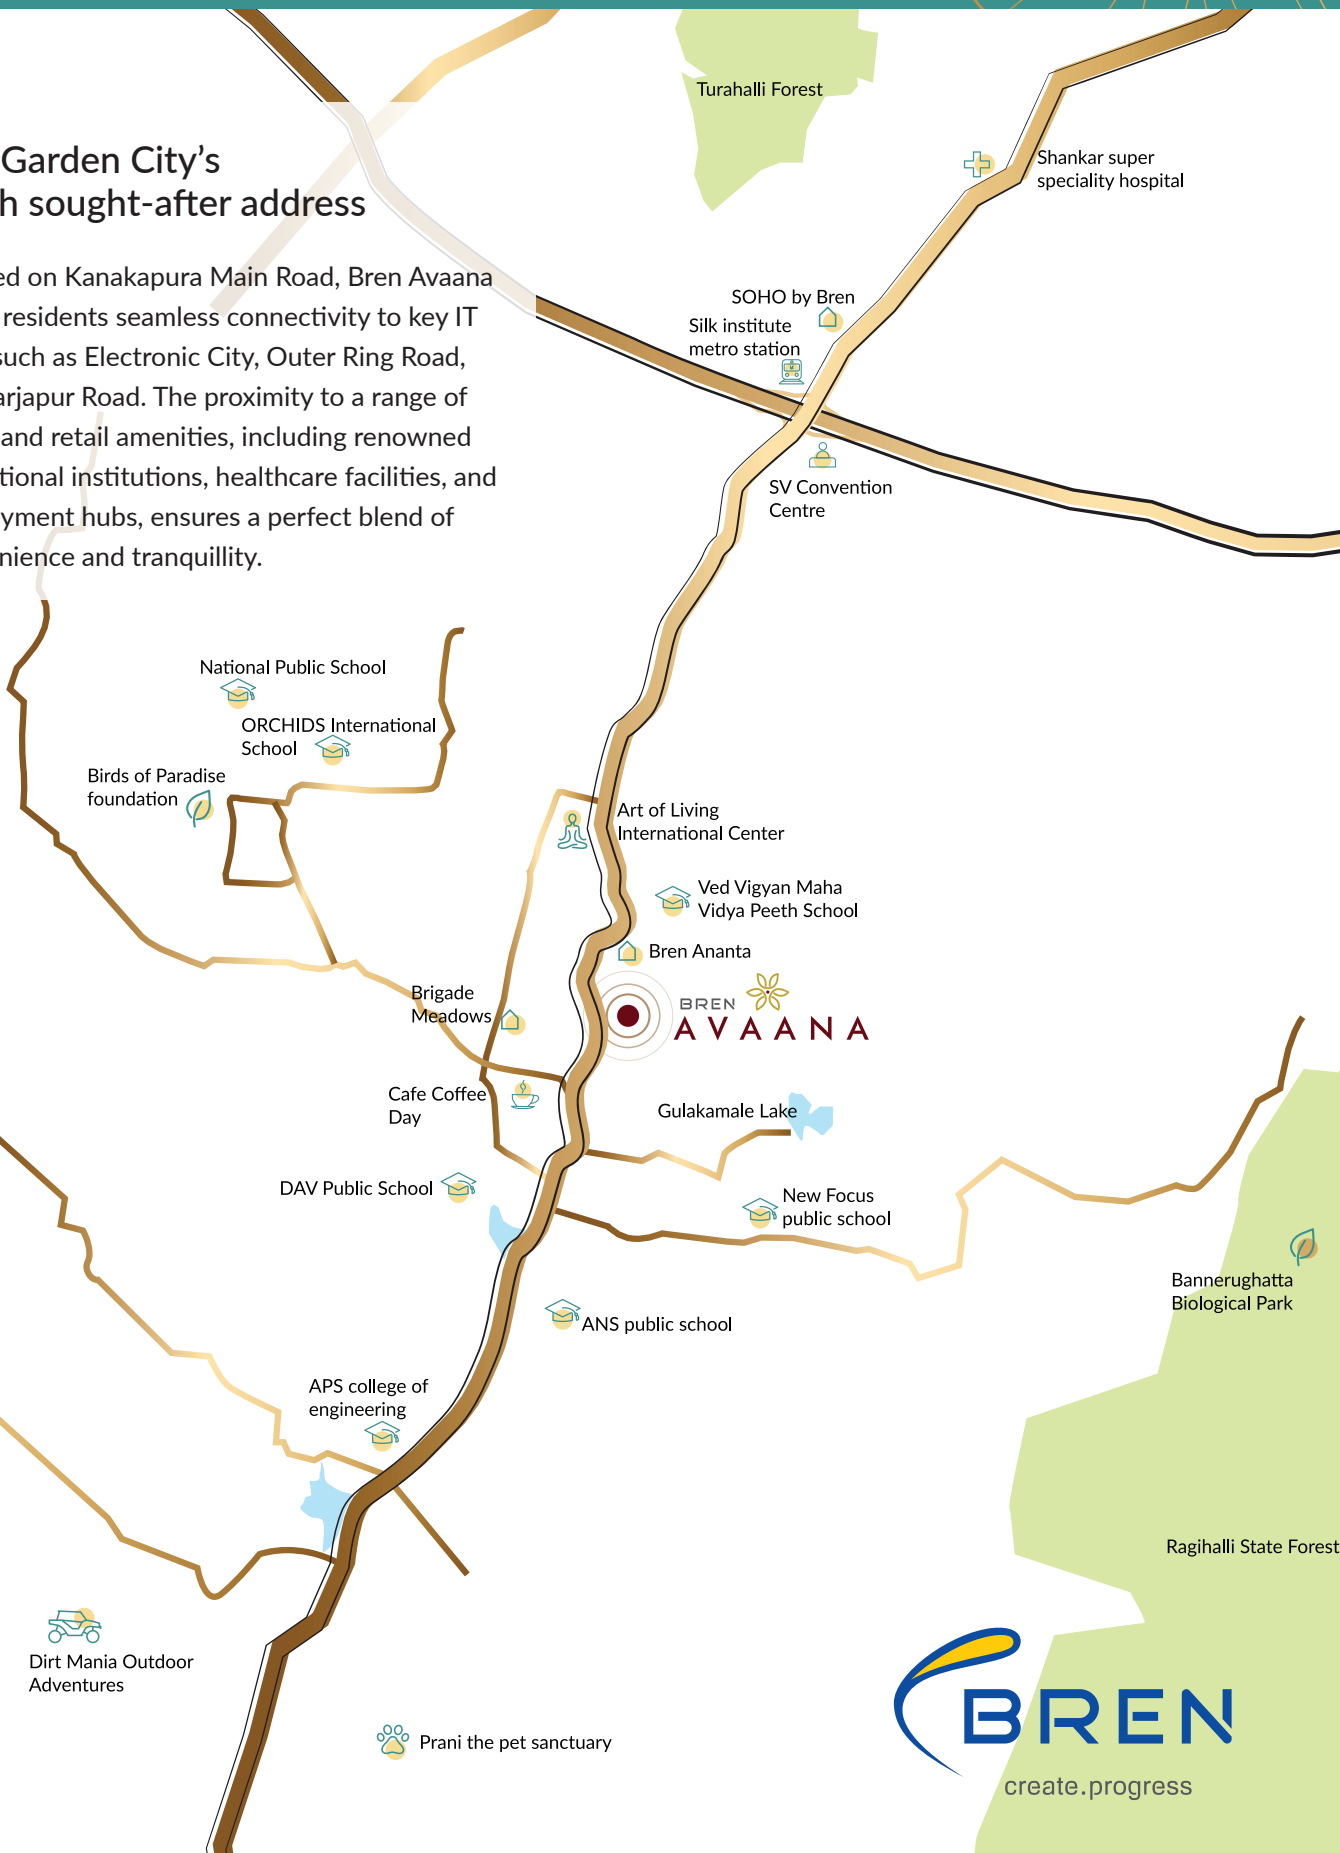 Garden City's
sought-after address
on Kanakapura Main Road, Bren Avaana
residents seamless connectivity to key IT
such as Electronic City, Outer Ring Road,
Road. The proximity to a range of
and retail amenities, including renowned
institutions, healthcare facilities, and
hubs, ensures a perfect blend of
and tranquillity.
Turahalli Forest
Shankar super
speciality hospital
SOHO by Bren
Silk institute
metro station
SV Convention
Centre
National Public School
ORCHIDS International
School
Birds of Paradise
foundation
Art of Living
International Center
Ved Vigyan Maha
Vidya Peeth School
Bren Ananta
BREN
AVAANA
Brigade
Meadows
Cafe Coffee
Day
Gulakamale Lake
DAV Public School
New Focus
public school
Bannerughatta
Biological Park
ANS public school
APS college of
engineering
Ragihalli State Forest
Dirt Mania Outdoor
Adventures
Prani the pet sanctuary
BREN
create.progress